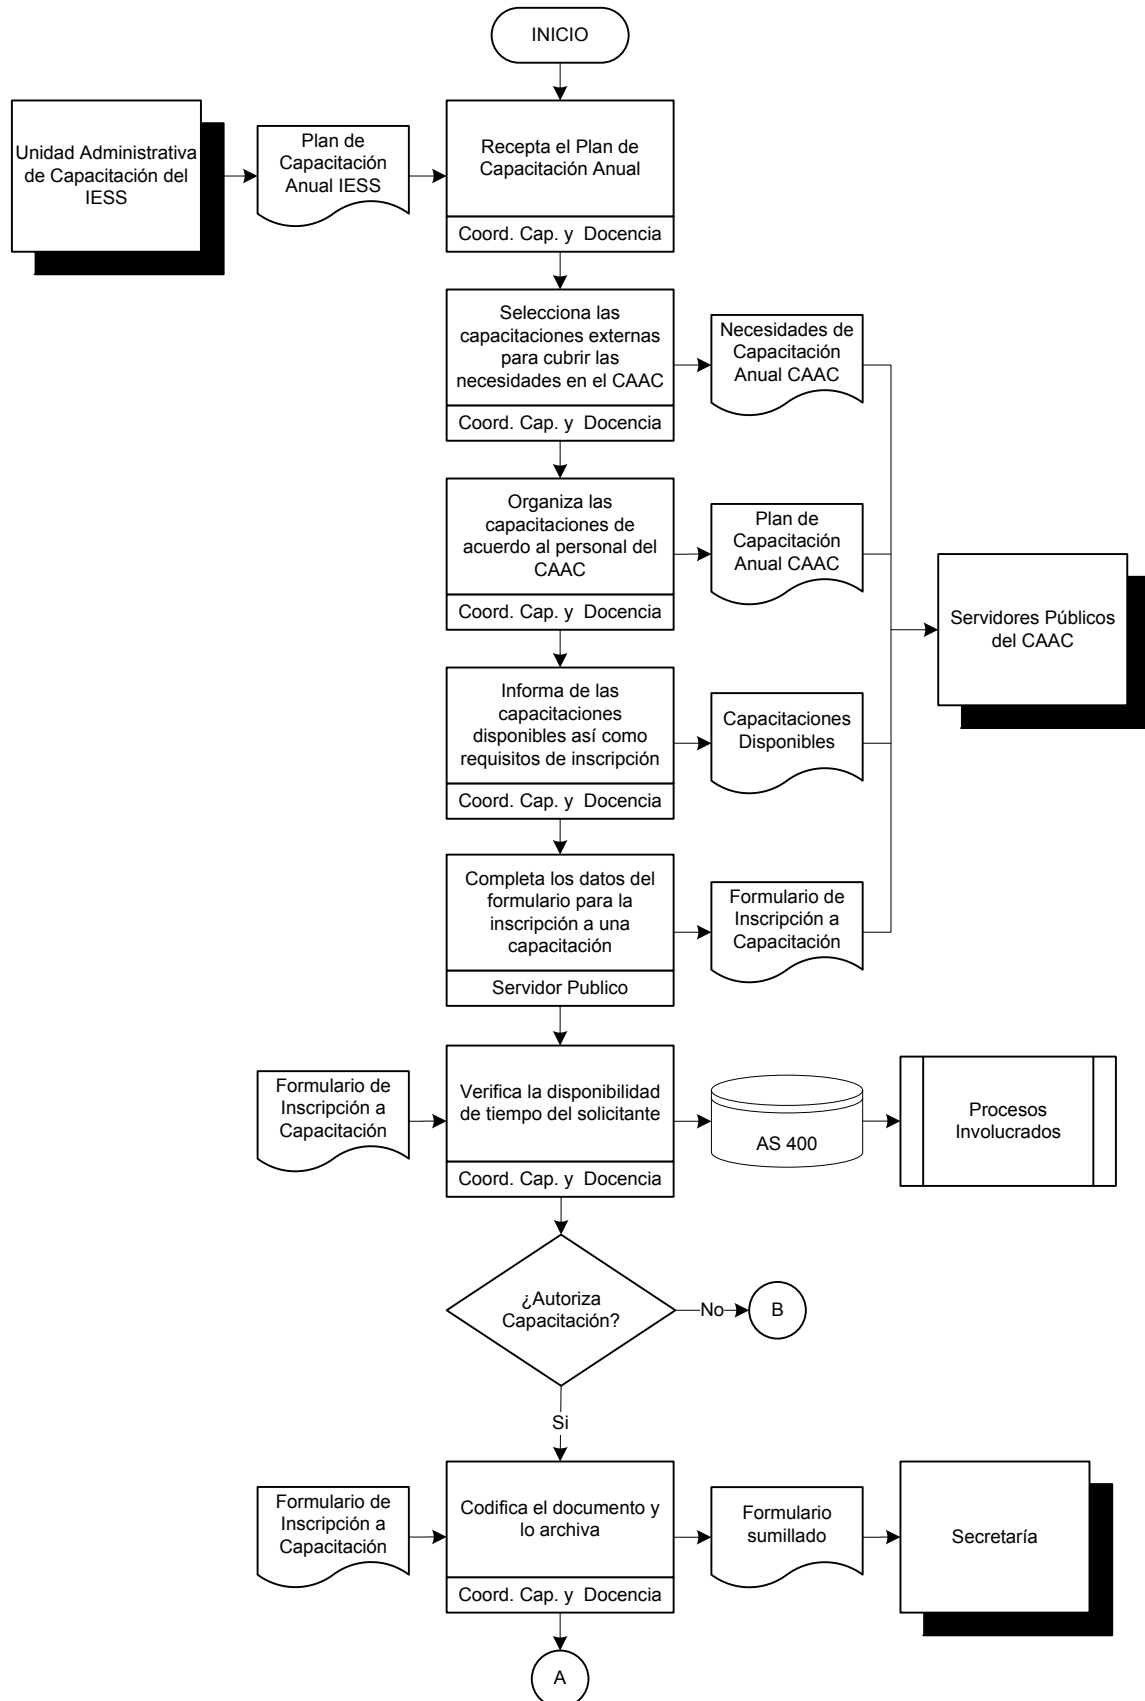 INICIO
Unidad Administrativa
de Capacitación del
IESS
Plan de
Capacitación
Anual IESS
Recepta el Plan de
Capacitación Anual
Coord. Cap. y  Docencia
Selecciona las
capacitaciones externas
para cubrir las
necesidades en el CAAC
Coord. Cap. y  Docencia
Necesidades de
Capacitación
Anual CAAC
Organiza las
capacitaciones de
acuerdo al personal del
CAAC
Coord. Cap. y  Docencia
Plan de
Capacitación
Anual CAAC
Servidores Públicos
del CAAC
Informa de las
capacitaciones
disponibles así como
requisitos de inscripción
Coord. Cap. y  Docencia
Capacitaciones
Disponibles
Completa los datos del
formulario para la
inscripción a una
capacitación
Servidor Publico
Formulario de
Inscripción a
Capacitación
Formulario de
Inscripción a
Capacitación
Verifica la disponibilidad
de tiempo del solicitante
Coord. Cap. y  Docencia
AS 400
Procesos
Involucrados
¿Autoriza
Capacitación?
No
B
Si
Formulario de
Inscripción a
Capacitación
Codifica el documento y
lo archiva
Coord. Cap. y  Docencia
Formulario
sumillado
Secretaría
A